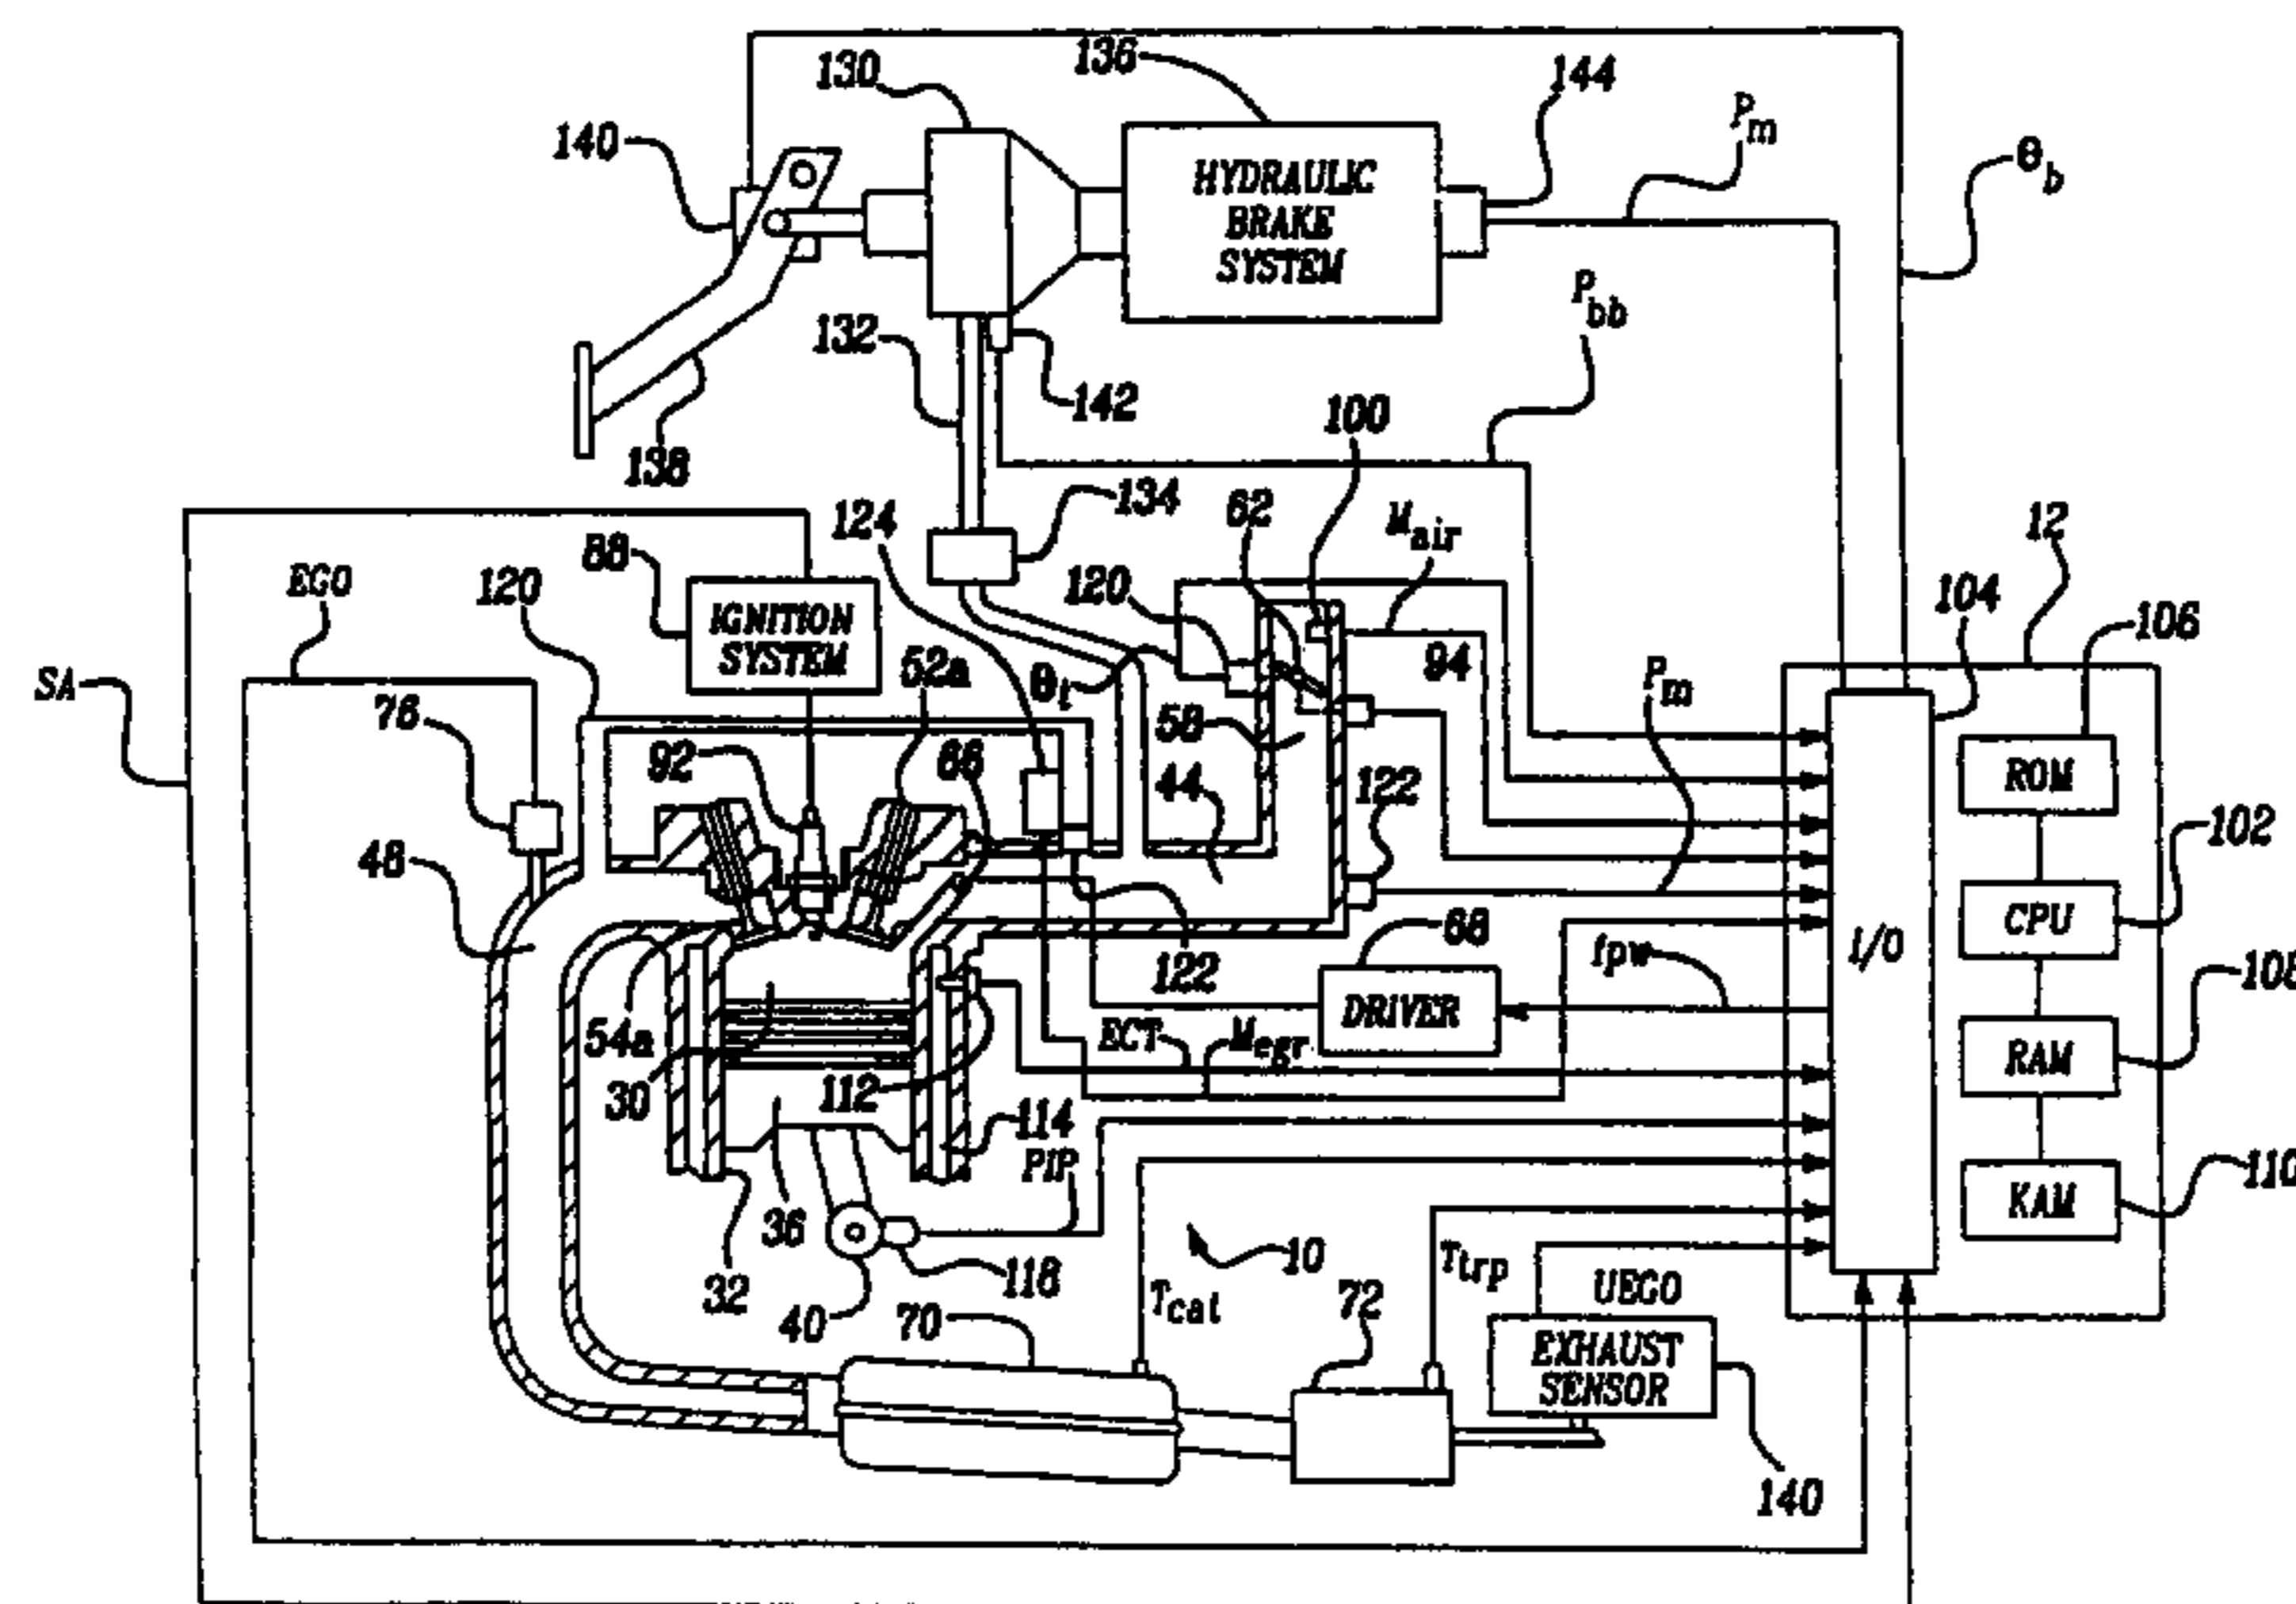 130
136
144
Pm
140
θb
HYDRAULIC
BRAKE
SYSTEM
Pbb
132
142
100
138
134
62
Mair
12
124
88
EGO
120
120
104
IGNITION
SYSTEM
106
52a
94
SA
θt
Pm
76
58
92
66
ROM
44
122
102
48
CPU
I/O
68
fpw
122
108
54a
DRIVER
RAM
ECT
Megr
30
112
114
PIP
110
KAM
36
10
118
Ttrp
32
UEGO
40
70
Tcat
72
EXHAUST
SENSOR
140